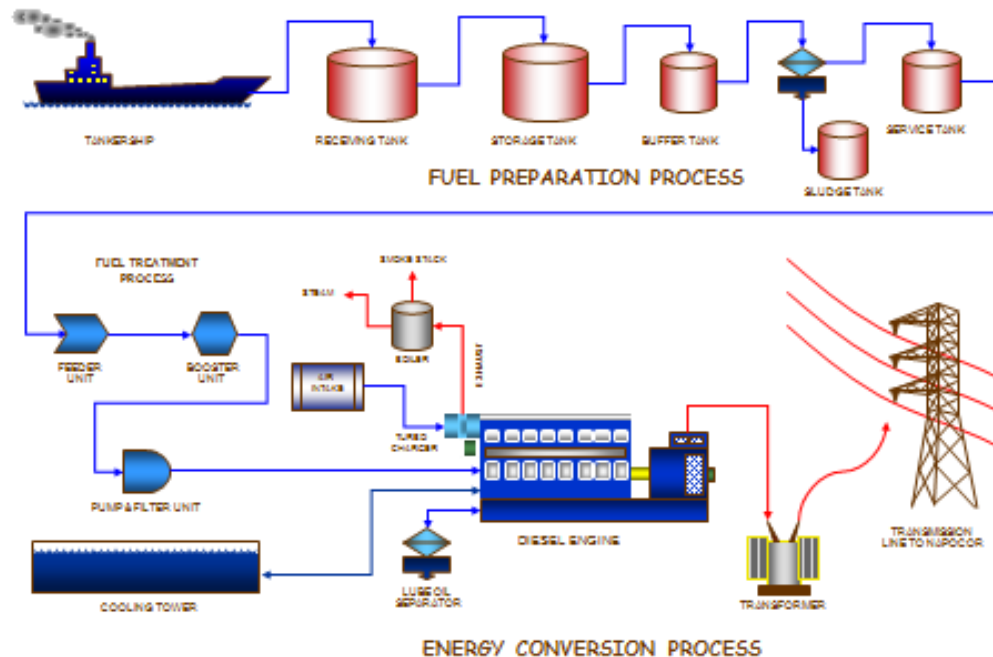 TANKERSHIP
RECEIVING TANK
STORAGE TANK
BUFFER TANK
SERVICE TANK
SLUDGE TANK
FUEL PREPARATION PROCESS
FUEL TREATMENT
PROCESS
SMOKE STACK
STEAM
BOILER
EXHAUST
FEEDER
UNIT
BOOSTER
UNIT
AIR
INTAKE
TURBO
CHARGER
PUMP & FILTER UNIT
DIESEL ENGINE
TRANSMISSION
LINE TO NAPOCOR
COOLING TOWER
LUBE OIL
SEPARATOR
TRANSFORMER
ENERGY CONVERSION PROCESS